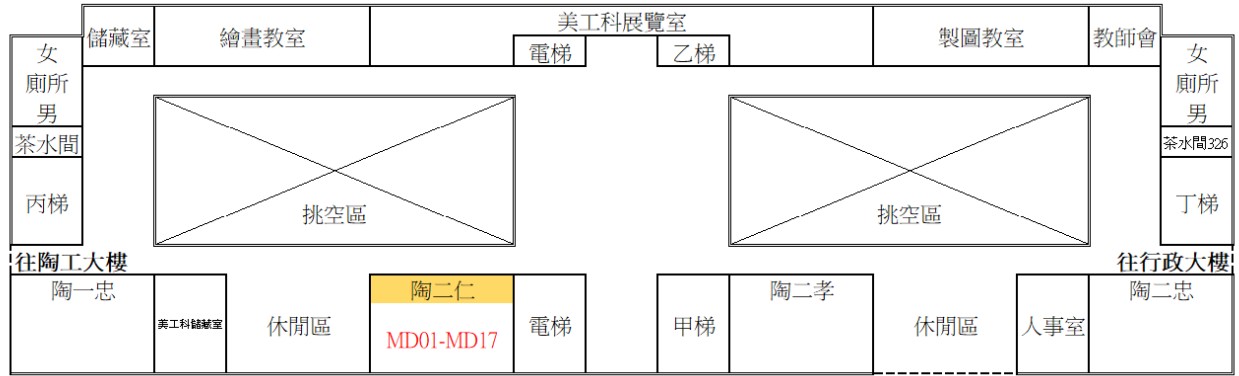 美工科展覽室
儲藏室
繪畫教室
電梯
乙梯
製圖教室
教師會
女
廁所
男
女
廁所
男
茶水間
茶水間326
丙梯
挑空區
挑空區
丁梯
往陶工大樓
往行政大樓
陶一忠
美工科儲藏室
休閒區
陶二仁
MD01-MD17
電梯
甲梯
陶二孝
休閒區
人事室
陶二忠